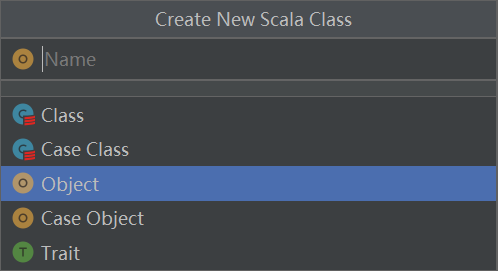 Create New Scala Class
O Name
C Class
C Case Class
O Object
O Case Object
T Trait